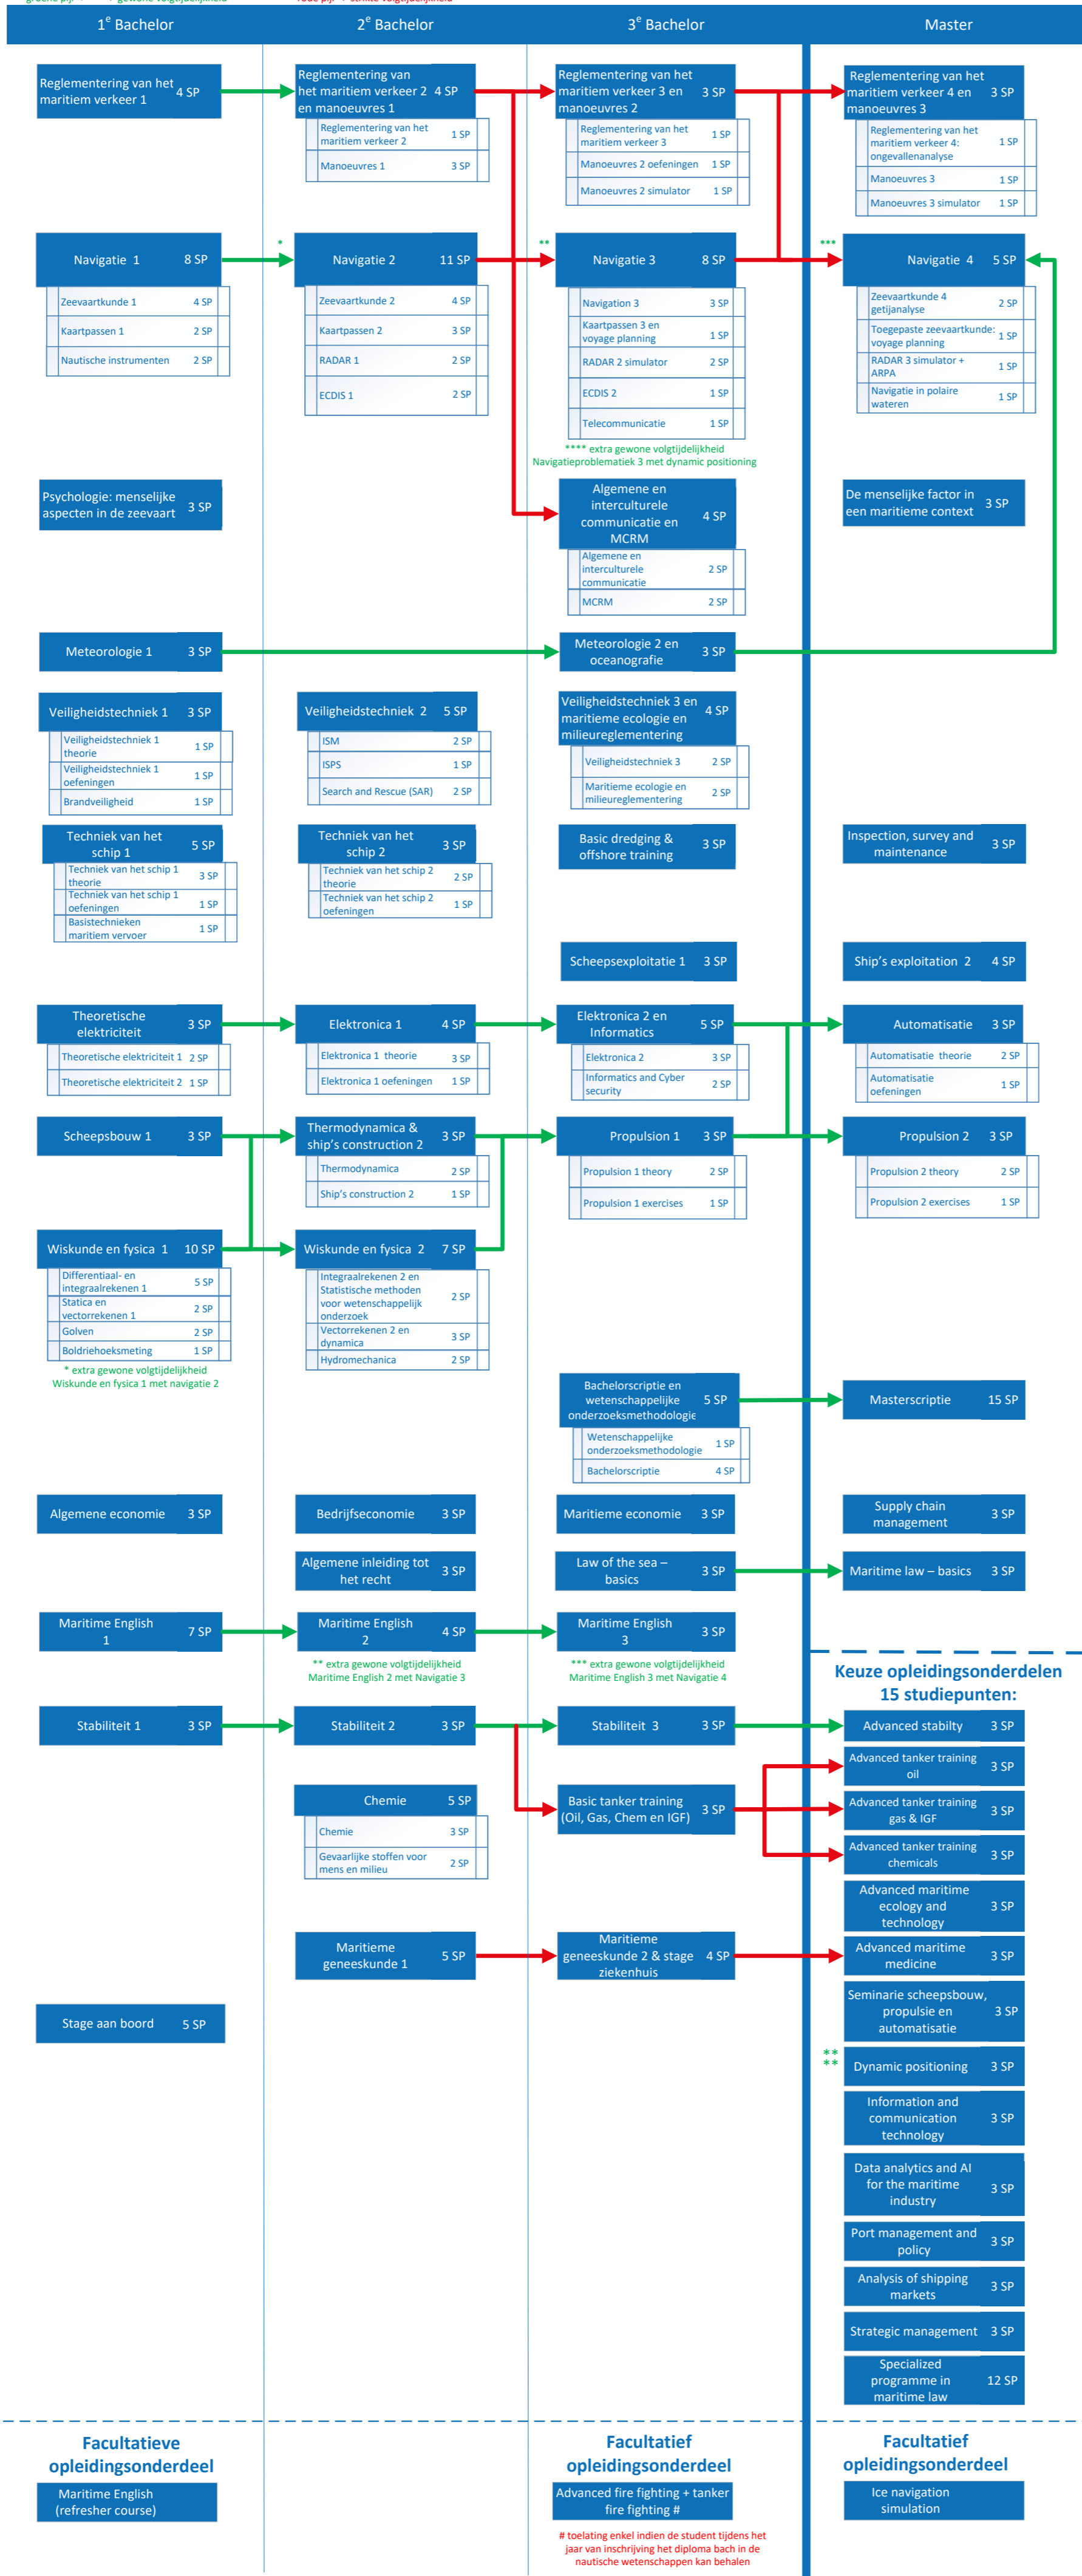 1e Bachelor
2e Bachelor
3e Bachelor
Master
Reglementering van het
maritiem verkeer 1
4 SP
Reglementering van
het maritiem verkeer 2
en manoeuvres 1
4 SP
Reglementering van het
maritiem verkeer 2
1 SP
Manoeuvres 1
3 SP
Reglementering van het
maritiem verkeer 3 en
manoeuvres 2
3 SP
Reglementering van het
maritiem verkeer 3
1 SP
Manoeuvres 2 oefeningen
1 SP
Manoeuvres 2 simulator
1 SP
Reglementering van het
maritiem verkeer 4 en
manoeuvres 3
3 SP
Reglementering van het
maritiem verkeer 4:
ongevallenanalyse
1 SP
Manoeuvres 3
1 SP
Manoeuvres 3 simulator
1 SP
Navigatie 1
8 SP
Zeevaartkunde 1
4 SP
Kaartpassen 1
2 SP
Nautische instrumenten
2 SP
*
Navigatie 2
11 SP
Zeevaartkunde 2
4 SP
Kaartpassen 2
3 SP
RADAR 1
2 SP
ECDIS 1
2 SP
**
Navigatie 3
8 SP
Navigation 3
3 SP
Kaartpassen 3 en
voyage planning
1 SP
RADAR 2 simulator
2 SP
ECDIS 2
1 SP
Telecommunicatie
1 SP
**** extra gewone volgtijdelijkheid
Navigatieproblematiek 3 met dynamic positioning
***
Navigatie 4
5 SP
Zeevaartkunde 4
getijanalyse
2 SP
Toegepaste zeevaartkunde:
voyage planning
1 SP
RADAR 3 simulator +
ARPA
1 SP
Navigatie in polaire
wateren
1 SP
Psychologie: menselijke
aspecten in de zeevaart
3 SP
Algemene en
interculturele
communicatie en
MCRM
4 SP
Algemene en
interculturele
communicatie
2 SP
MCRM
2 SP
De menselijke factor in
een maritieme context
3 SP
Meteorologie 1
3 SP
Meteorologie 2 en
oceanografie
3 SP
Veiligheidstechniek 1
3 SP
Veiligheidstechniek 1
theorie
1 SP
Veiligheidstechniek 1
oefeningen
1 SP
Brandveiligheid
1 SP
Veiligheidstechniek 2
5 SP
ISM
2 SP
ISPS
1 SP
Search and Rescue (SAR)
2 SP
Veiligheidstechniek 3 en
maritieme ecologie en
milieureglementering
4 SP
Veiligheidstechniek 3
2 SP
Maritieme ecologie en
milieureglementering
2 SP
Techniek van het
schip 1
5 SP
Techniek van het schip 1
theorie
3 SP
Techniek van het schip 1
oefeningen
1 SP
Basistechnieken
maritiem vervoer
1 SP
Techniek van het
schip 2
3 SP
Techniek van het schip 2
theorie
2 SP
Techniek van het schip 2
oefeningen
1 SP
Basic dredging &
offshore training
3 SP
Inspection, survey and
maintenance
3 SP
Scheepsexploitatie 1
3 SP
Ship's exploitation 2
4 SP
Theoretische
elektriciteit
3 SP
Theoretische elektriciteit 1
2 SP
Theoretische elektriciteit 2
1 SP
Elektronica 1
4 SP
Elektronica 1 theorie
3 SP
Elektronica 1 oefeningen
1 SP
Elektronica 2 en
Informatics
5 SP
Elektronica 2
3 SP
Informatics and Cyber
security
2 SP
Automatisatie
3 SP
Automatisatie theorie
2 SP
Automatisatie
oefeningen
1 SP
Scheepsbouw 1
3 SP
Thermodynamica &
ship's construction 2
3 SP
Thermodynamica
2 SP
Ship's construction 2
1 SP
Propulsion 1
3 SP
Propulsion 1 theory
2 SP
Propulsion 1 exercises
1 SP
Propulsion 2
3 SP
Propulsion 2 theory
2 SP
Propulsion 2 exercises
1 SP
Wiskunde en fysica 1
10 SP
Differentiaal- en
integraalrekenen 1
5 SP
Statica en
vectorrekenen 1
2 SP
Golven
2 SP
Boldriehoeksmeting
1 SP
* extra gewone volgtijdelijkheid
Wiskunde en fysica 1 met navigatie 2
Wiskunde en fysica 2
7 SP
Integraalrekenen 2 en
Statistische methoden
voor wetenschappelijk
onderzoek
2 SP
Vectorrekenen 2 en
dynamica
3 SP
Hydromechanica
2 SP
Bachelorscriptie en
wetenschappelijke
onderzoeksmethodologie
5 SP
Wetenschappelijke
onderzoeksmethodologie
1 SP
Bachelorscriptie
4 SP
Masterscriptie
15 SP
Algemene economie
3 SP
Bedrijfseconomie
3 SP
Maritieme economie
3 SP
Supply chain
management
3 SP
Algemene inleiding tot
het recht
3 SP
Law of the sea –
basics
3 SP
Maritime law – basics
3 SP
Maritime English
1
7 SP
Maritime English
2
4 SP
** extra gewone volgtijdelijkheid
Maritime English 2 met Navigatie 3
Maritime English
3
3 SP
*** extra gewone volgtijdelijkheid
Maritime English 3 met Navigatie 4
Keuze opleidingsonderdelen
15 studiepunten:
Stabiliteit 1
3 SP
Stabiliteit 2
3 SP
Stabiliteit 3
3 SP
Advanced stabilty
3 SP
Advanced tanker training
oil
3 SP
Chemie
5 SP
Chemie
3 SP
Gevaarlijke stoffen voor
mens en milieu
2 SP
Basic tanker training
(Oil, Gas, Chem en IGF)
3 SP
Advanced tanker training
gas & IGF
3 SP
Advanced tanker training
chemicals
3 SP
Advanced maritime
ecology and
technology
3 SP
Maritieme
geneeskunde 1
5 SP
Maritieme
geneeskunde 2 & stage
ziekenhuis
4 SP
Advanced maritime
medicine
3 SP
Stage aan boord
5 SP
Seminarie scheepsbouw,
propulsie en
automatisatie
3 SP
**
**
Dynamic positioning
3 SP
Information and
communication
technology
3 SP
Data analytics and AI
for the maritime
industry
3 SP
Port management and
policy
3 SP
Analysis of shipping
markets
3 SP
Strategic management
3 SP
Specialized
programme in
maritime law
12 SP
Facultatieve
opleidingsonderdeel
Maritime English
(refresher course)
Facultatief
opleidingsonderdeel
Advanced fire fighting + tanker
fire fighting #
# toelating enkel indien de student tijdens het
jaar van inschrijving het diploma bach in de
nautische wetenschappen kan behalen
Facultatief
opleidingsonderdeel
Ice navigation
simulation